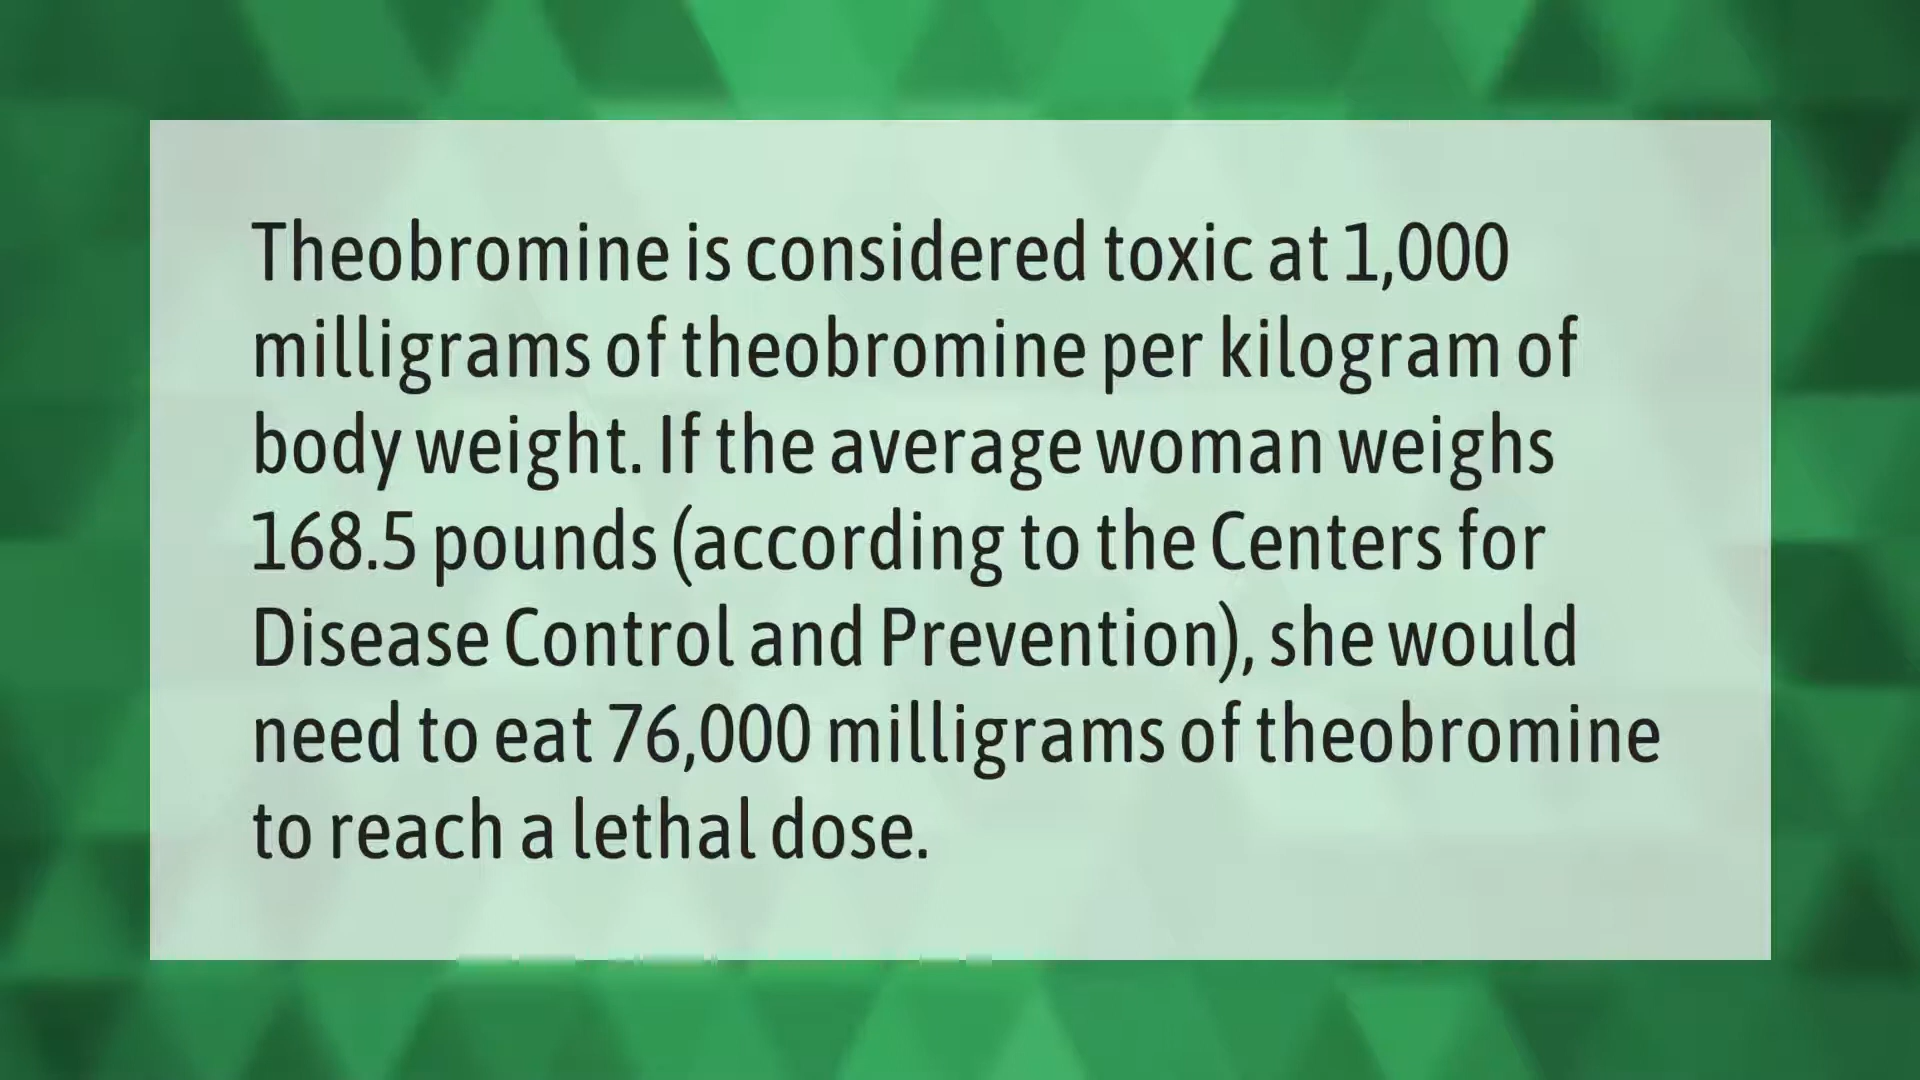 Theobromine is considered toxic at 1,000
milligrams of theobromine per kilogram of
body weight. If the average woman weighs
168.5 pounds (according to the Centers for
Disease Control and Prevention), she would
need to eat 76,000 milligrams of theobromine
to reach a lethal dose.